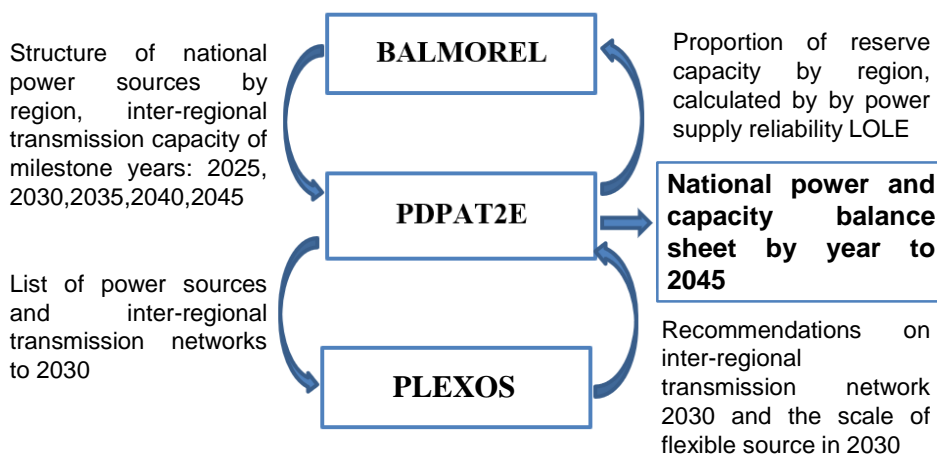 BALMOREL
Structure of national
power sources by
region, inter-regional
transmission capacity of
milestone years: 2025,
2030,2035,2040,2045
Proportion of reserve
capacity by region,
calculated by by power
supply reliability LOLE
PDPAT2E
National power and
capacity balance
sheet by year to
2045
List of power sources
and inter-regional
transmission networks
to 2030
PLEXOS
Recommendations on
inter-regional
transmission network
2030 and the scale of
flexible source in 2030